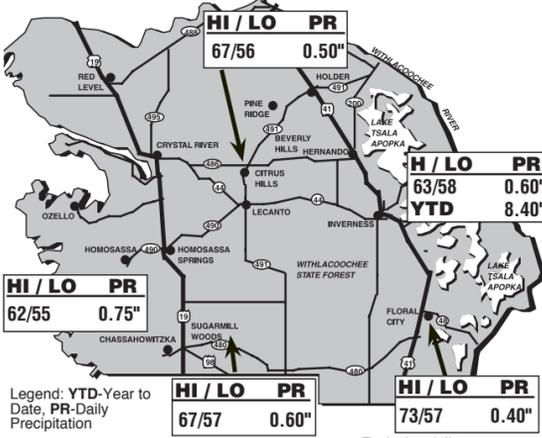 HI / LO PR
67/56 0.50"
488
WITHLACOOCHEE
RIVER
19
RED
LEVEL
HOLDER
491
41
200
PINE
RIDGE
495
491
LAKE
TSALA
APOPKA
BEVERLY
HILLS
HERNANDO
CRYSTAL RIVER
486
CITRUS
HILLS
44
HI / LO PR
63/58 0.60"
YTD 8.40"
44
OZELLO
LECANTO
INVERNESS
490
HOMOSASSA
490
HOMOSASSA
SPRINGS
491
WITHLACOOCHEE
STATE FOREST
LAKE
TSALA
APOPKA
HI / LO PR
62/55 0.75"
19
SUGARMILL
WOODS
FLORAL
CITY
48
CHASSAHOWITZKA
480
98
480
41
Legend: YTD-Year to
Date, PR-Daily
Precipitation
HI / LO PR
67/57 0.60"
HI / LO PR
73/57 0.40"